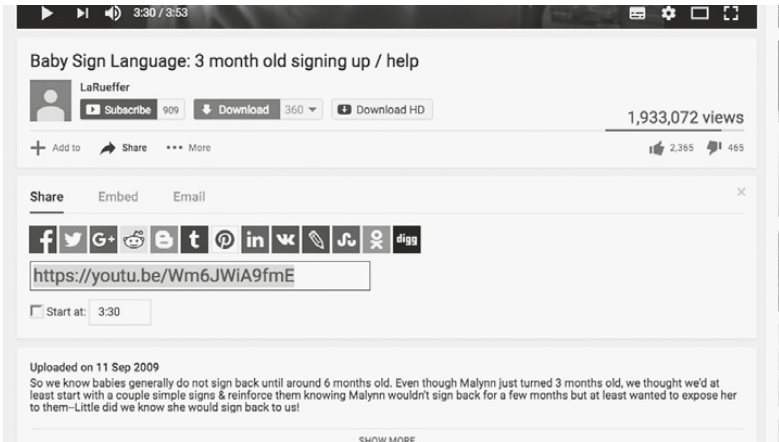 3:30 / 3:53
Baby Sign Language: 3 month old signing up / help
LaRueffer
Subscribe 909 Download 360 Download HD
1,933,072 views
Add to Share More 2,365 465
Share Embed Email
f G+ B t in digg
https://youtu.be/Wm6JWiA9fmE
Start at: 3:30
Uploaded on 11 Sep 2009
So we know babies generally do not sign back until around 6 months old. Even though Malynn just turned 3 months old, we thought we'd at
least start with a couple simple signs & reinforce them knowing Malynn wouldn't sign back for a few months but at least wanted to expose her
to them--Little did we know she would sign back to us!
SHOW MORE